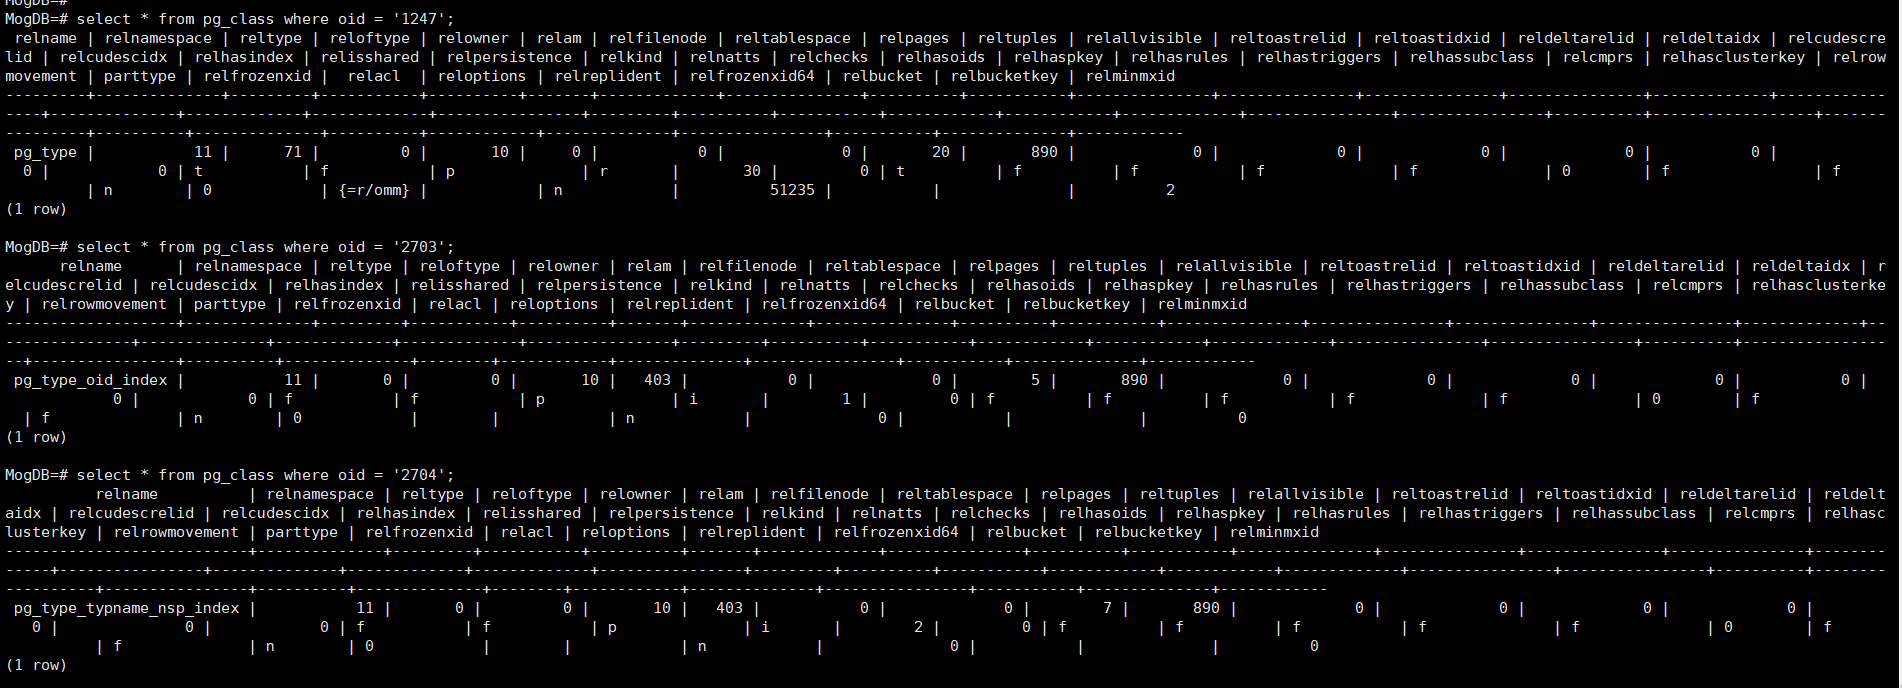 MogDB=#
MogDB=# select * from pg_class where oid = '1247';
 relname | relnamespace | reltype | reloftype | relowner | relam | relfilenode | reltablespace | relpages | reltuples | relallvisible | reltoastrelid | reltoastidxid | reldeltarelid | reldeltaidx | relcudescre
lid | relcudescidx | relhasindex | relisshared | relpersistence | relkind | relnatts | relchecks | relhasoids | relhaspkey | relhasrules | relhastriggers | relhassubclass | relcmprs | relhasclusterkey | relrow
movement | parttype | relfrozenxid |  relacl  | reloptions | relreplident | relfrozenxid64 | relbucket | relbucketkey | relminmxid
---------+--------------+---------+-----------+----------+-------+-------------+---------------+----------+-----------+---------------+---------------+---------------+---------------+-------------+------------
----+--------------+-------------+-------------+----------------+---------+----------+-----------+------------+------------+-------------+----------------+----------------+----------+------------------+-------
---------+----------+--------------+----------+------------+--------------+----------------+-----------+--------------+------------
 pg_type |           11 |      71 |         0 |       10 |     0 |           0 |             0 |       20 |       890 |             0 |             0 |             0 |             0 |           0 |
  0 |            0 | t           | f           | p              | r       |       30 |         0 | t          | f          | f           | f              | f              | 0        | f                | f
         | n        | 0            | {=r/omm} |            | n            |          51235 |           |              |          2
(1 row)
MogDB=# select * from pg_class where oid = '2703';
      relname      | relnamespace | reltype | reloftype | relowner | relam | relfilenode | reltablespace | relpages | reltuples | relallvisible | reltoastrelid | reltoastidxid | reldeltarelid | reldeltaidx | r
elcudescrelid | relcudescidx | relhasindex | relisshared | relpersistence | relkind | relnatts | relchecks | relhasoids | relhaspkey | relhasrules | relhastriggers | relhassubclass | relcmprs | relhasclusterke
y | relrowmovement | parttype | relfrozenxid | relacl | reloptions | relreplident | relfrozenxid64 | relbucket | relbucketkey | relminmxid
-------------------+--------------+---------+-----------+----------+-------+-------------+---------------+----------+-----------+---------------+---------------+---------------+---------------+-------------+--
--------------+--------------+-------------+-------------+----------------+---------+----------+-----------+------------+------------+-------------+----------------+----------------+----------+----------------
--+----------------+----------+--------------+--------+------------+--------------+----------------+-----------+--------------+------------
 pg_type_oid_index |           11 |       0 |         0 |       10 |   403 |           0 |             0 |        5 |       890 |             0 |             0 |             0 |             0 |           0 |
            0 |            0 | f           | f           | p              | i       |        1 |         0 | f          | f          | f           | f              | f              | 0        | f
  | f              | n        | 0            |        |            | n            |              0 |           |              |          0
(1 row)
MogDB=# select * from pg_class where oid = '2704';
          relname          | relnamespace | reltype | reloftype | relowner | relam | relfilenode | reltablespace | relpages | reltuples | relallvisible | reltoastrelid | reltoastidxid | reldeltarelid | reldelt
aidx | relcudescrelid | relcudescidx | relhasindex | relisshared | relpersistence | relkind | relnatts | relchecks | relhasoids | relhaspkey | relhasrules | relhastriggers | relhassubclass | relcmprs | relhasc
lusterkey | relrowmovement | parttype | relfrozenxid | relacl | reloptions | relreplident | relfrozenxid64 | relbucket | relbucketkey | relminmxid
---------------------------+--------------+---------+-----------+----------+-------+-------------+---------------+----------+-----------+---------------+---------------+---------------+---------------+--------
-----+----------------+--------------+-------------+-------------+----------------+---------+----------+-----------+------------+------------+-------------+----------------+----------------+----------+--------
----------+----------------+----------+--------------+--------+------------+--------------+----------------+-----------+--------------+------------
 pg_type_typname_nsp_index |           11 |       0 |         0 |       10 |   403 |           0 |             0 |        7 |       890 |             0 |             0 |             0 |             0 |
   0 |              0 |            0 | f           | f           | p              | i       |        2 |         0 | f          | f          | f           | f              | f              | 0        | f
          | f              | n        | 0            |        |            | n            |              0 |           |              |          0
(1 row)